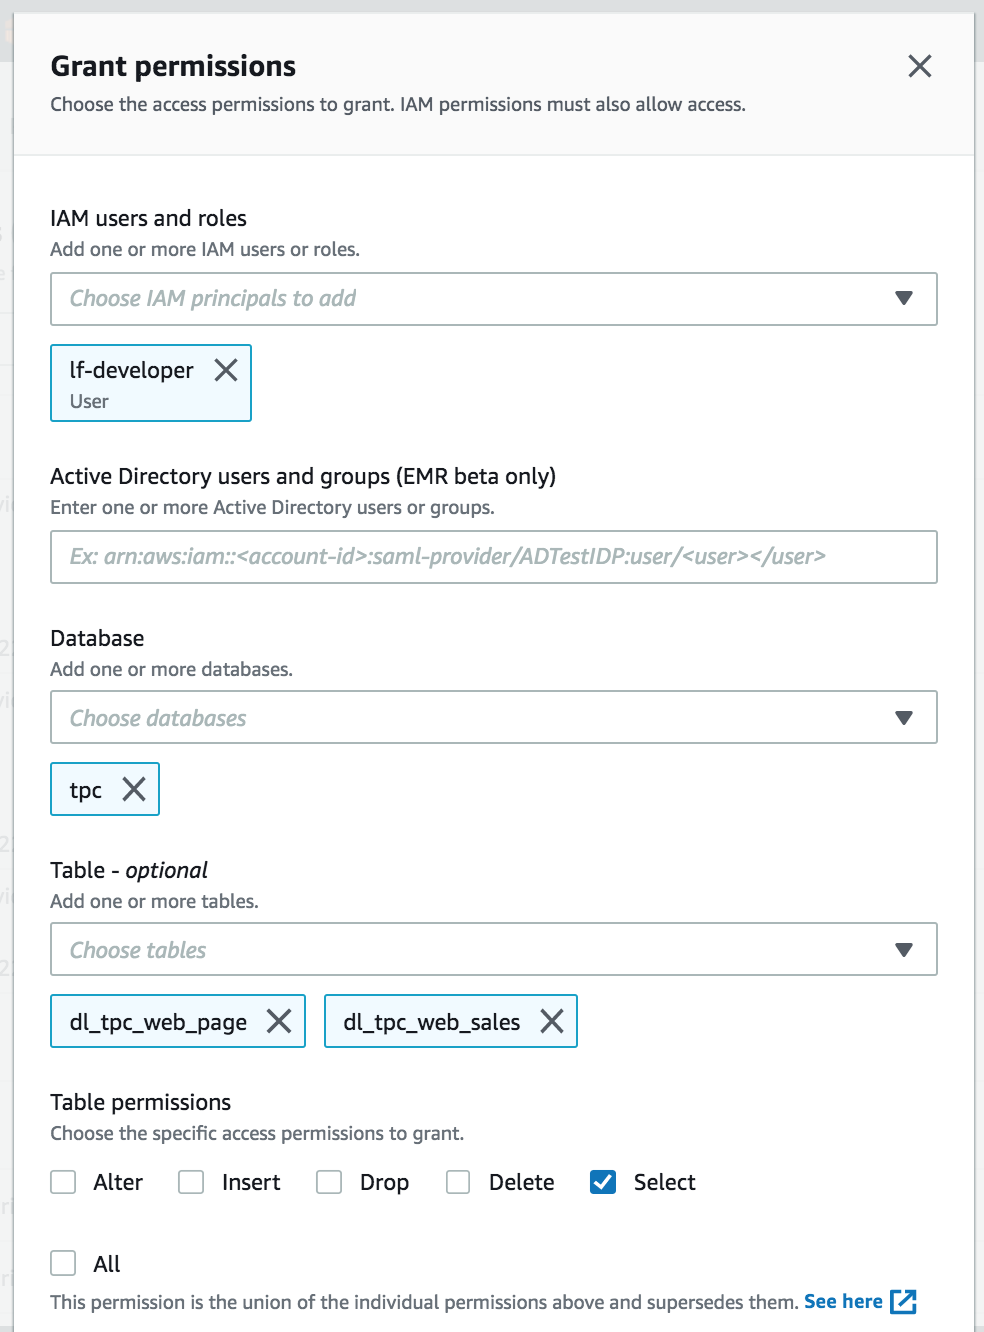 Grant permissions
Choose the access permissions to grant. IAM permissions must also allow access.
IAM users and roles
Add one or more IAM users or roles.
Choose IAM principals to add
lf-developer
User
Active Directory users and groups (EMR beta only)
Enter one or more Active Directory users or groups.
Ex: arn:aws:iam::<account-id>:saml-provider/ADTestIDP:user/<user></user>
Database
Add one or more databases.
Choose databases
tpc
Table - optional
Add one or more tables.
Choose tables
dl_tpc_web_page dl_tpc_web_sales
Table permissions
Choose the specific access permissions to grant.
Alter Insert Drop Delete Select
All
This permission is the union of the individual permissions above and supersedes them. See here